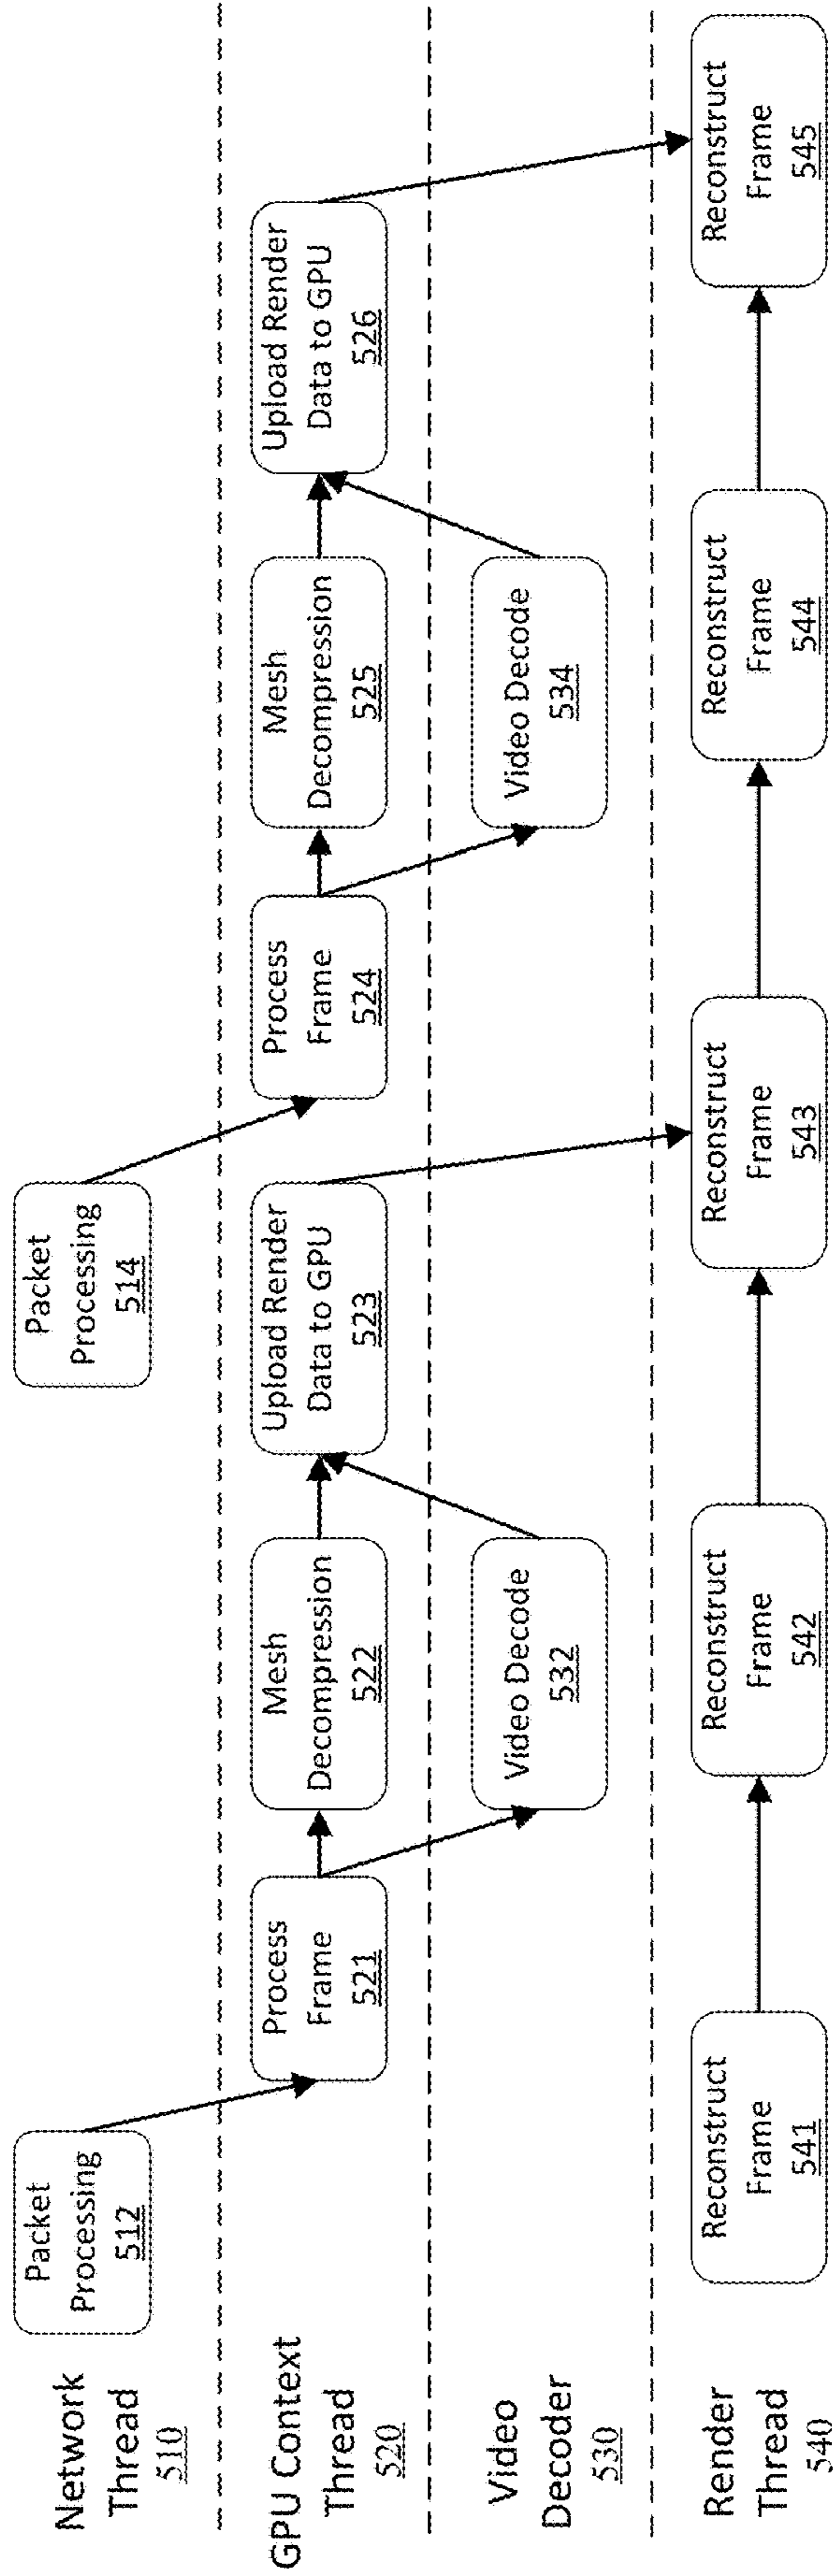 Network
Thread
510
Packet
Processing
512
Packet
Processing
514
GPU Context
Thread
520
Process
Frame
521
Mesh
Decompression
522
Upload Render
Data to GPU
523
Process
Frame
524
Mesh
Decompression
525
Upload Render
Data to GPU
526
Video
Decoder
530
Video Decode
532
Video Decode
534
Render
Thread
540
Reconstruct
Frame
541
Reconstruct
Frame
542
Reconstruct
Frame
543
Reconstruct
Frame
544
Reconstruct
Frame
545